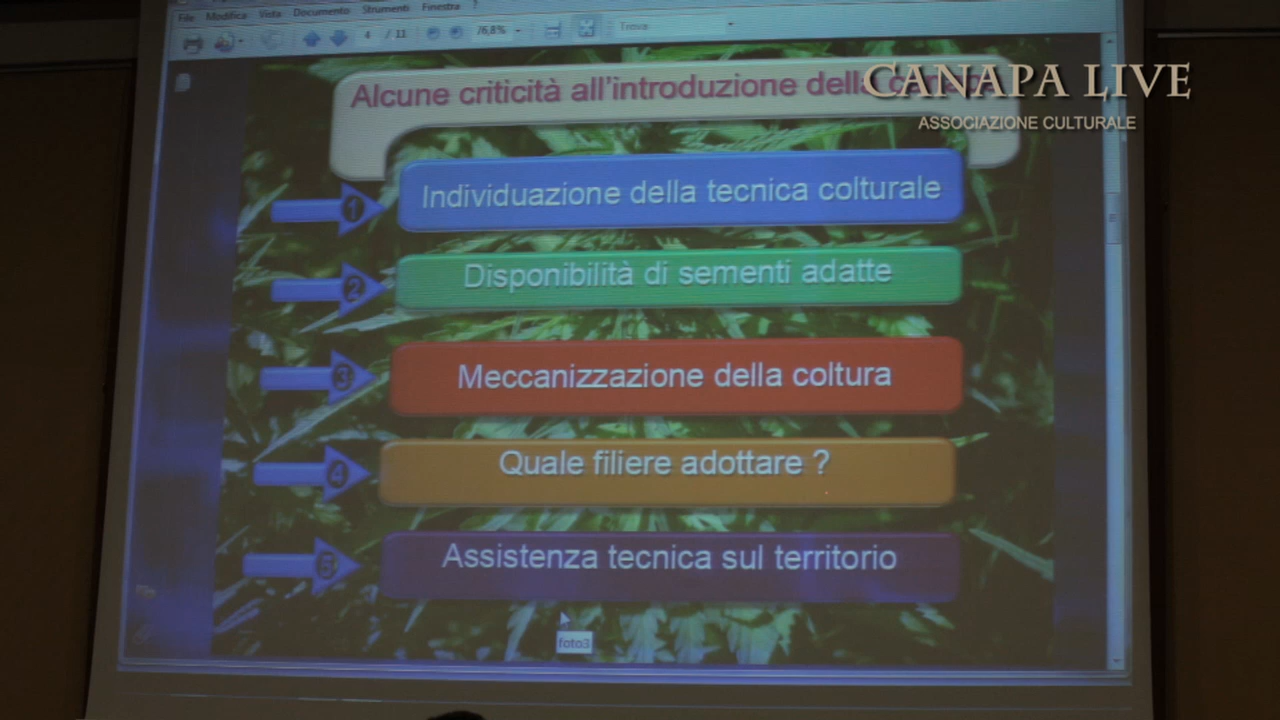 File Modifica Vista Documento Strumenti Finestra ?
4 / 11 76,8% Trova
Alcune criticità all'introduzione della
CANAPA LIVE
ASSOCIAZIONE CULTURALE
1 Individuazione della tecnica colturale
2 Disponibilità di sementi adatte
3 Meccanizzazione della coltura
4 Quale filiere adottare ?
5 Assistenza tecnica sul territorio
foto3